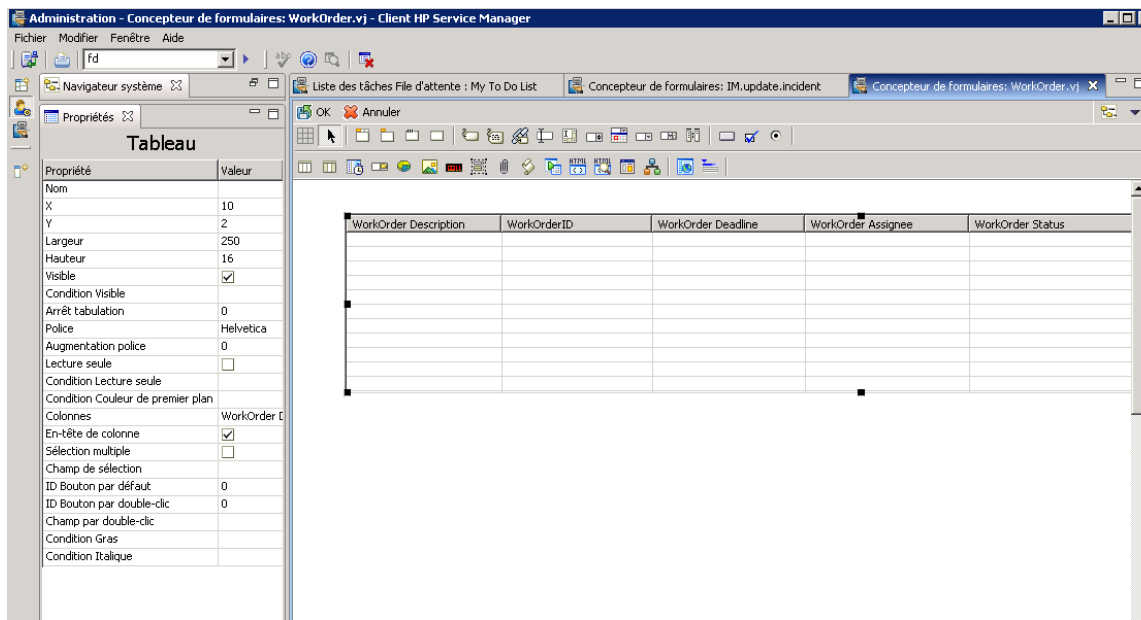 Administration - Concepteur de formulaires: WorkOrder.vj - Client HP Service Manager
Fichier Modifier Fenêtre Aide
fd
Navigateur système
Liste des tâches File d'attente : My To Do List
Concepteur de formulaires: IM.update.incident
Concepteur de formulaires: WorkOrder.vj
Propriétés
OK Annuler
Tableau
Propriété Valeur
Nom
X 10
Y 2
Largeur 250
Hauteur 16
Visible
Condition Visible
Arrêt tabulation 0
Police Helvetica
Augmentation police 0
Lecture seule
Condition Lecture seule
Condition Couleur de premier plan
Colonnes WorkOrder D
En-tête de colonne
Sélection multiple
Champ de sélection
ID Bouton par défaut 0
ID Bouton par double-clic 0
Champ par double-clic
Condition Gras
Condition Italique
HTML HTML
WorkOrder Description WorkOrderID WorkOrder Deadline WorkOrder Assignee WorkOrder Status